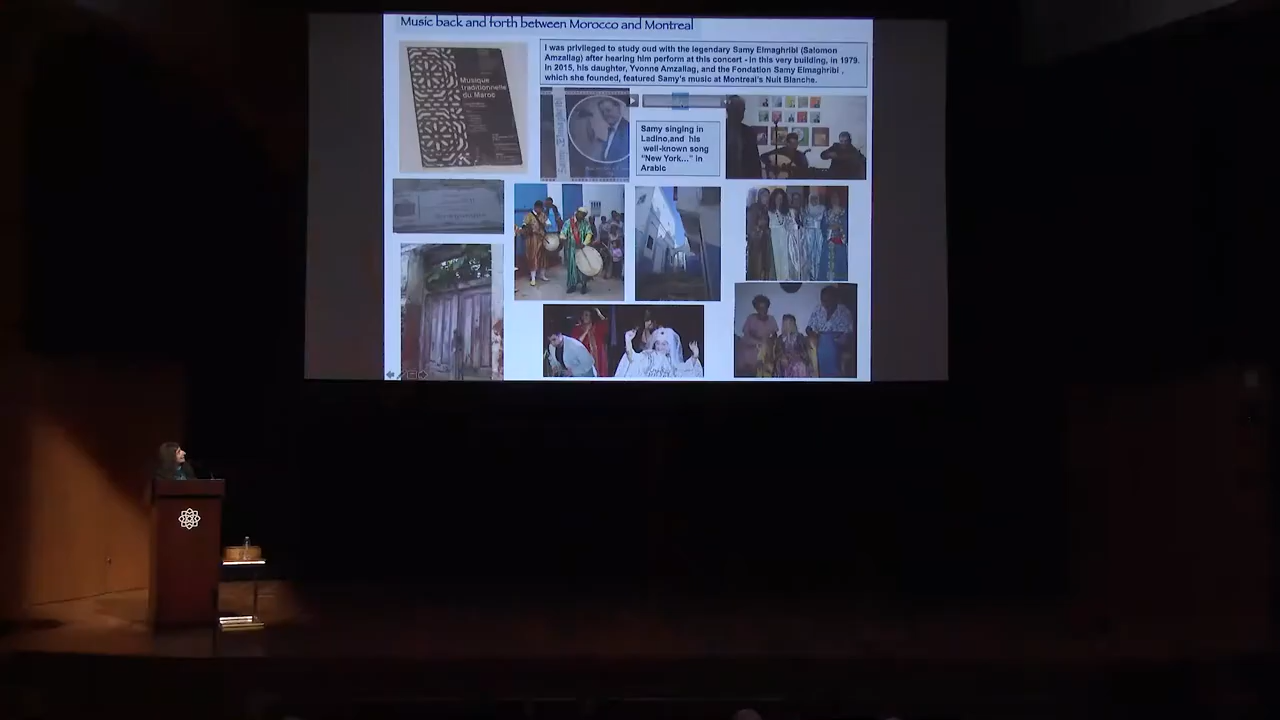 Music back and forth between Morocco and Montreal
I was privileged to study oud with the legendary Samy Elmaghribi (Salomon
Amzallag) after hearing him perform at this concert - in this very building, in 1979.
In 2015, his daughter, Yvonne Amzallag, and the Fondation Samy Elmaghribi ,
which she founded, featured Samy's music at Montreal's Nuit Blanche.
Musique
traditionnelle
du Maroc
Samy singing in
Ladino,and his
well-known song
"New York..." in
Arabic